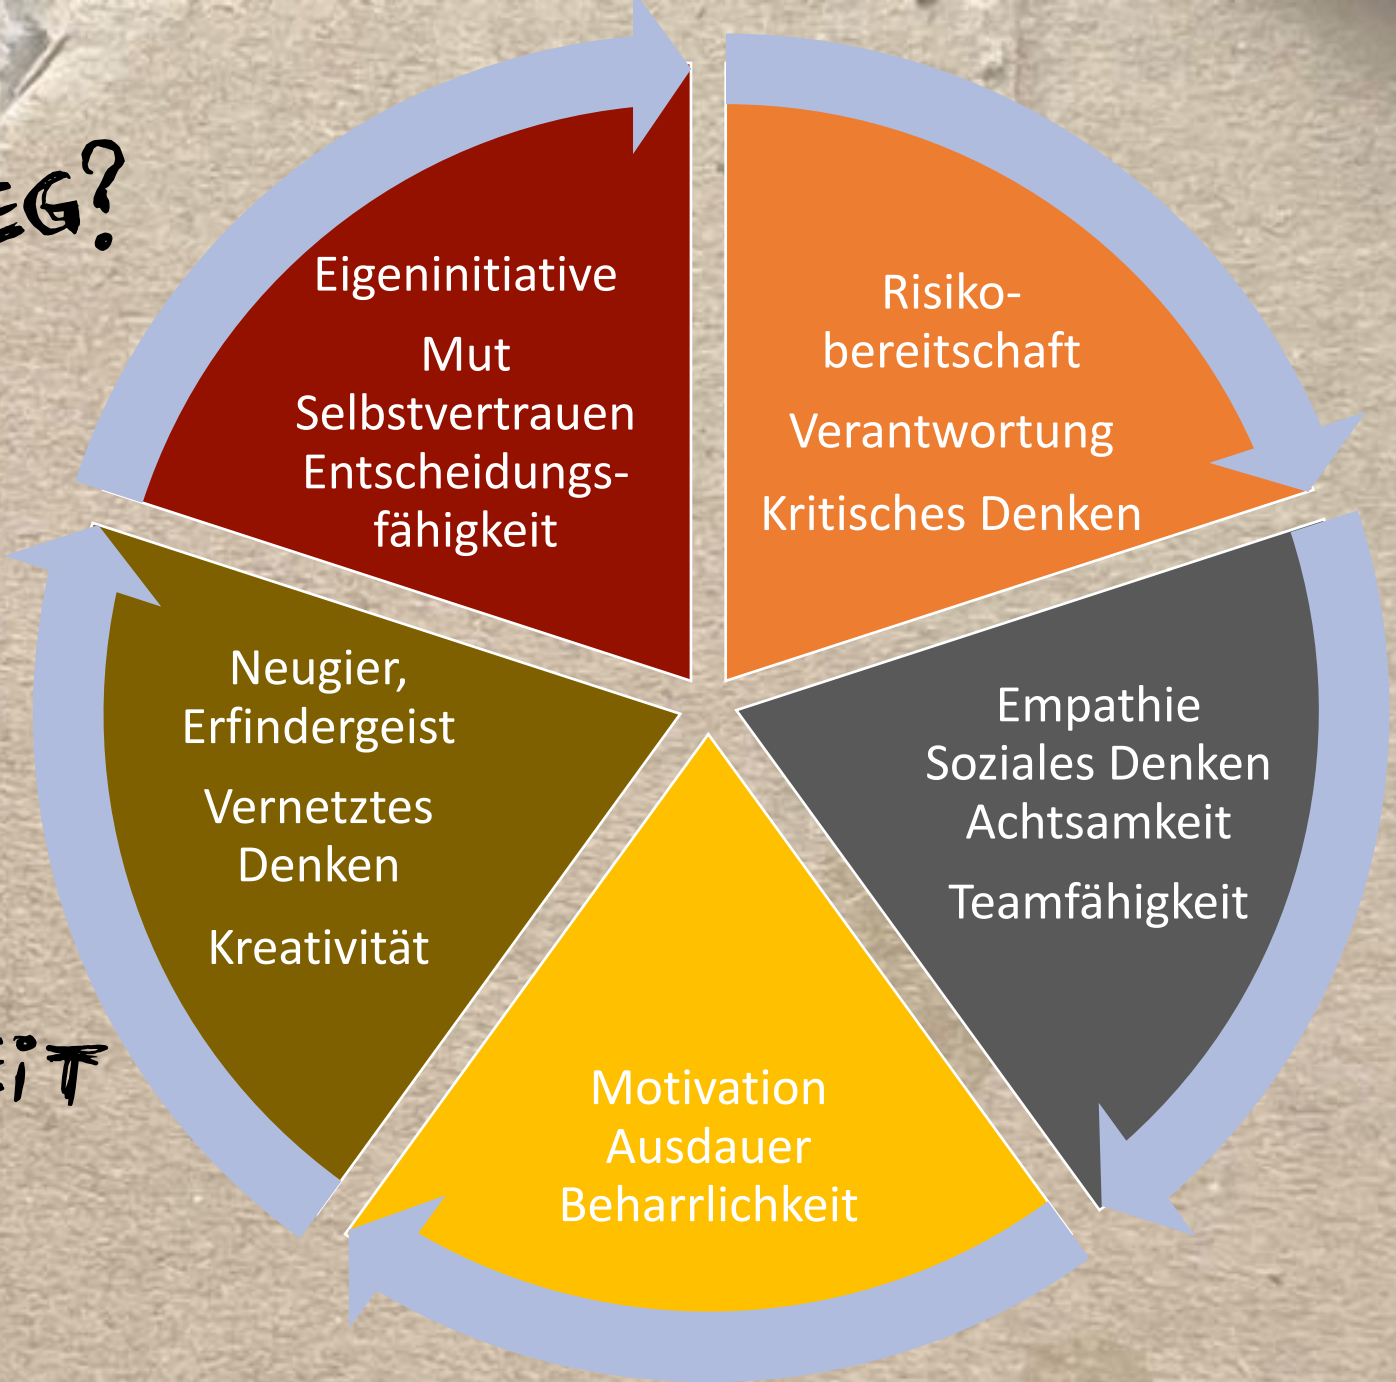 Eigeninitiative
Mut
Selbstvertrauen
Entscheidungs-
fähigkeit
Risiko-
bereitschaft
Verantwortung
Kritisches Denken
Empathie
Soziales Denken
Achtsamkeit
Teamfähigkeit
Motivation
Ausdauer
Beharrlichkeit
Neugier,
Erfindergeist
Vernetztes
Denken
Kreativität